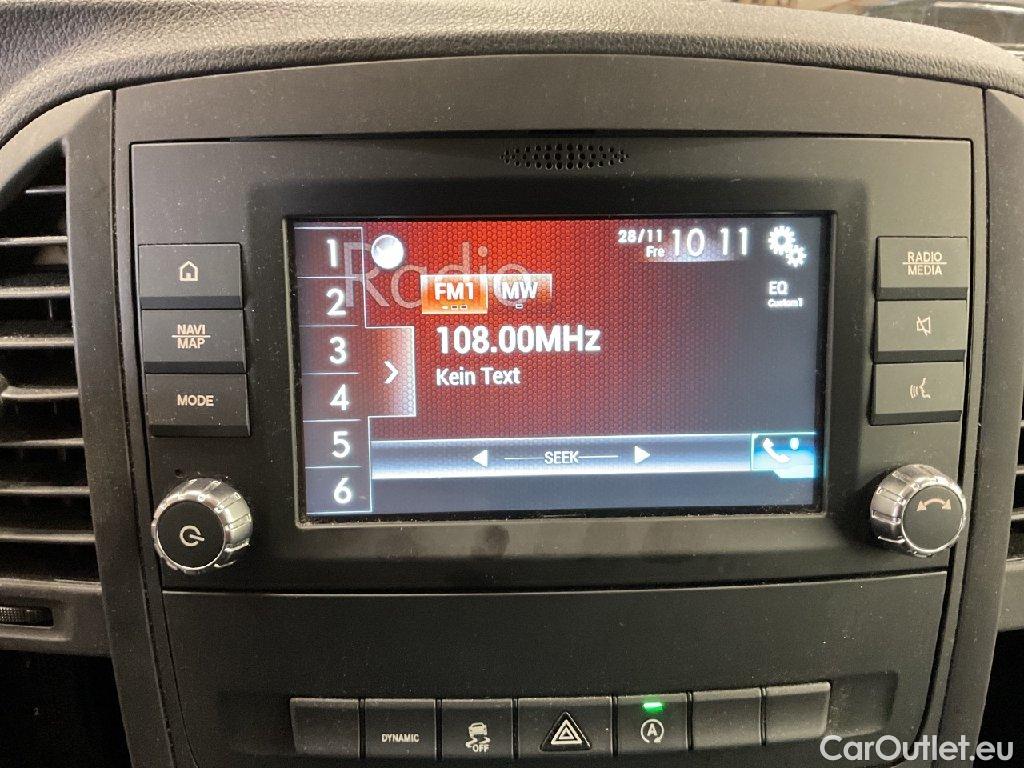 1
2
3
4
5
6
Radio
28/11
Fre
10 11
FM1
MW
EQ
Custom1
108.00MHz
Kein Text
SEEK
NAVI
MAP
MODE
RADIO
MEDIA
DYNAMIC
OFF
A
CarOutlet.eu